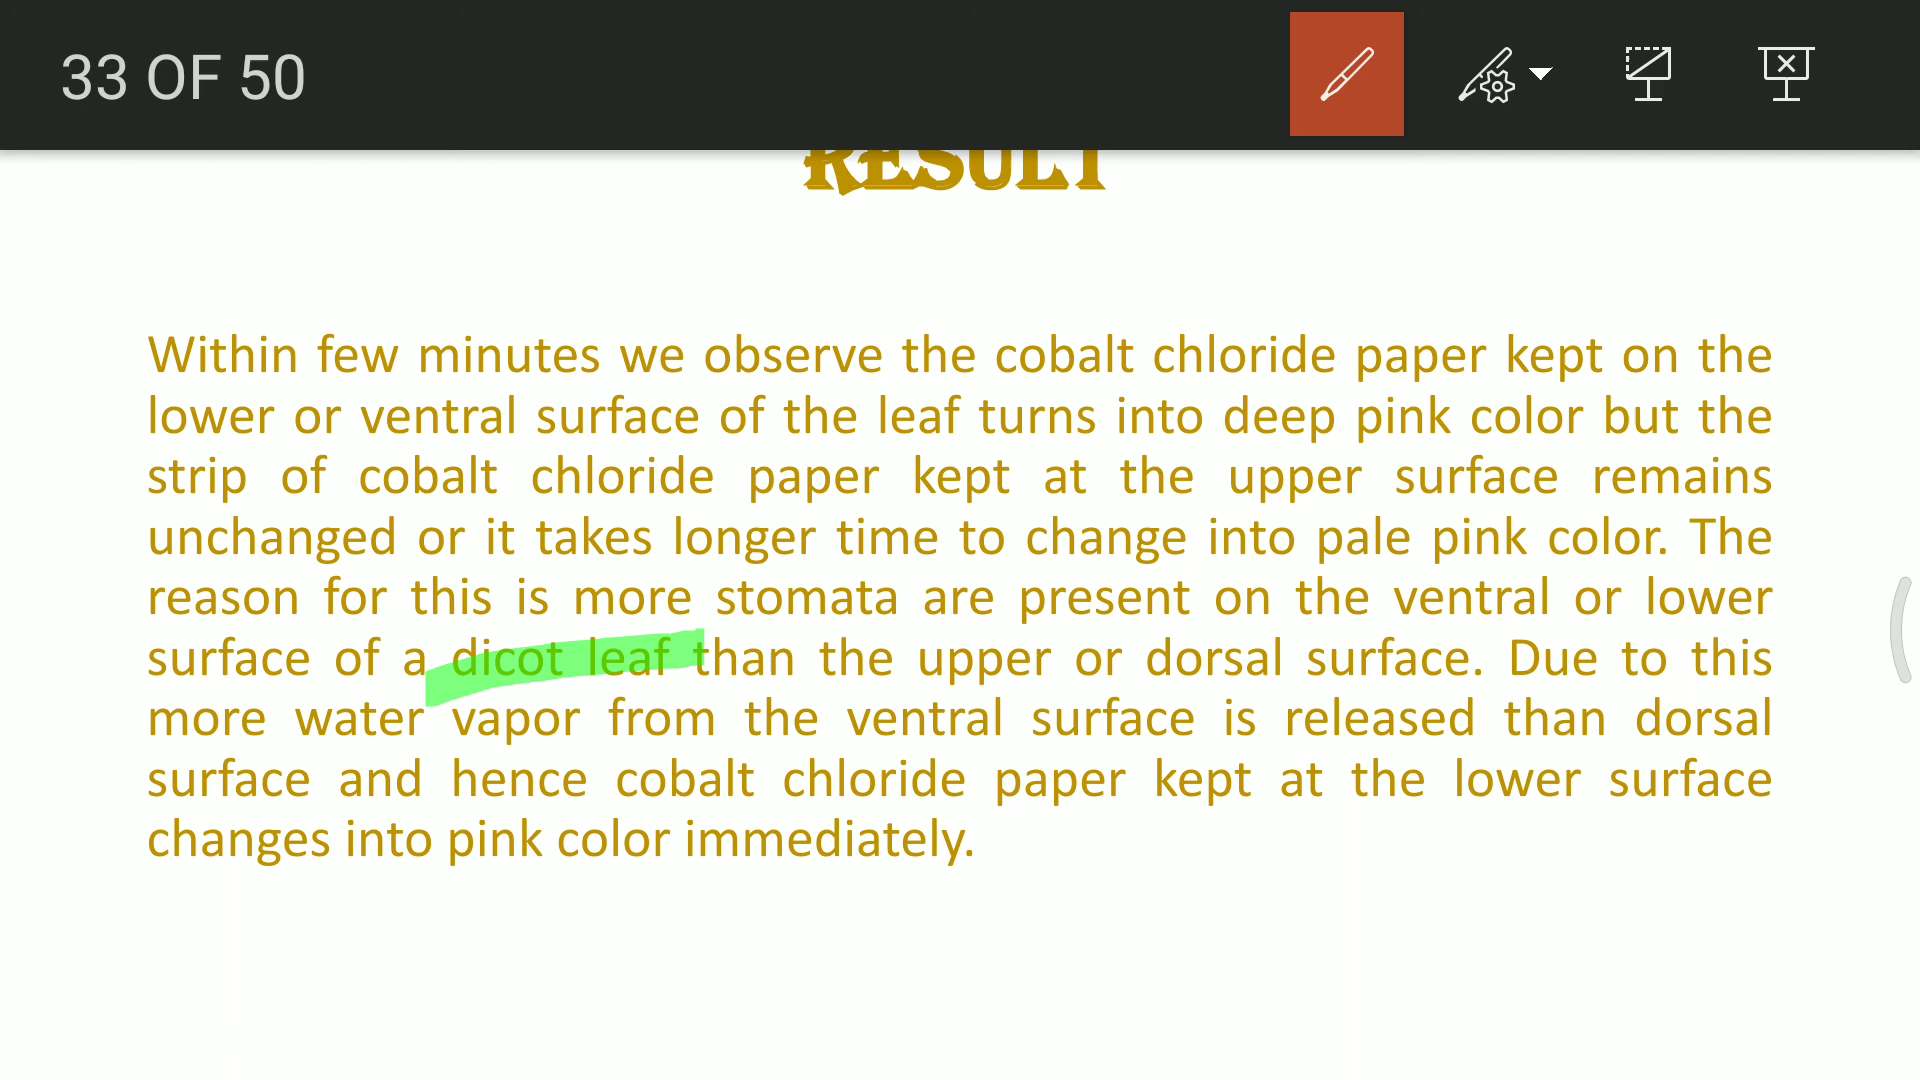 33 OF 50
RESULT
Within few minutes we observe the cobalt chloride paper kept on the
lower or ventral surface of the leaf turns into deep pink color but the
strip of cobalt chloride paper kept at the upper surface remains
unchanged or it takes longer time to change into pale pink color. The
reason for this is more stomata are present on the ventral or lower
surface of a dicot leaf than the upper or dorsal surface. Due to this
more water vapor from the ventral surface is released than dorsal
surface and hence cobalt chloride paper kept at the lower surface
changes into pink color immediately.